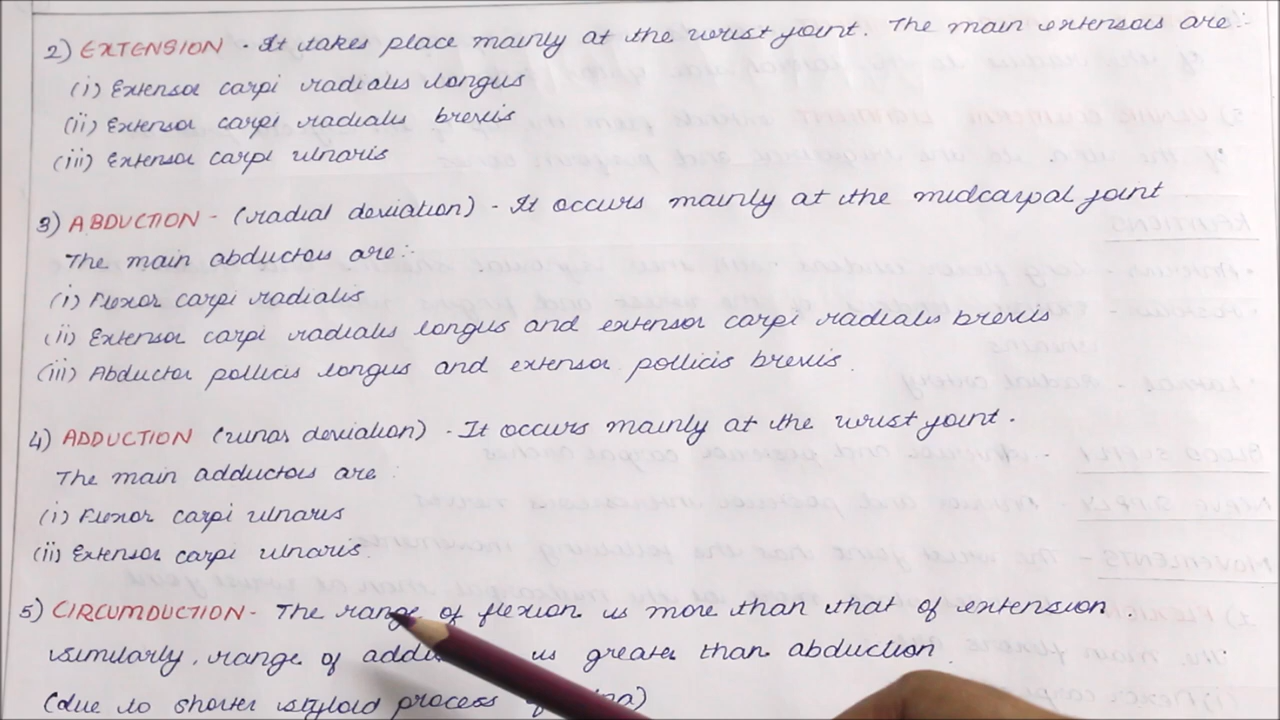 2) EXTENSION - It takes place mainly at the wrist joint. The main extensors are:-
(i) Extensor carpi radialis longus
(ii) Extensor carpi radialis brevis
(iii) Extensor carpi ulnaris
3) ABDUCTION - (radial deviation) - It occurs mainly at the midcarpal joint
The main abductors are:-
(i) Flexor carpi radialis
(ii) Extensor carpi radialis longus and extensor carpi radialis brevis
(iii) Abductor pollicis longus and extensor pollicis brevis.
4) ADDUCTION (ulnar deviation) - It occurs mainly at the wrist joint.
The main adductors are:
(i) Flexor carpi ulnaris
(ii) Extensor carpi ulnaris.
5) CIRCUMDUCTION- The range of flexion is more than that of extension.
similarly, range of is greater than abduction.
(due to shorter styloid process